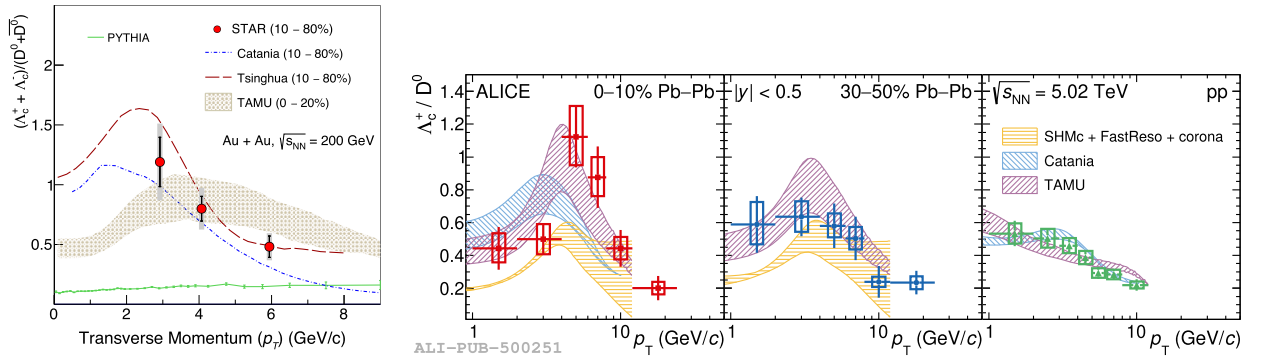 (Λc+ + Λc-)/(D0+D0)
PYTHIA
STAR (10 − 80%)
Catania (10 − 80%)
Tsinghua (10 − 80%)
TAMU (0 − 20%)
Au + Au, √sNN = 200 GeV
2
1.5
1
0.5
0 2 4 6 8
Transverse Momentum (pT) (GeV/c)
Λc+ / D0
ALICE 0–10% Pb–Pb
|y| < 0.5 30–50% Pb–Pb
√sNN = 5.02 TeV pp
SHMc + FastReso + corona
Catania
TAMU
1.4
1.2
1
0.8
0.6
0.4
0.2
1 10 1 10 1 10
pT (GeV/c) pT (GeV/c) pT (GeV/c)
ALI-PUB-500251